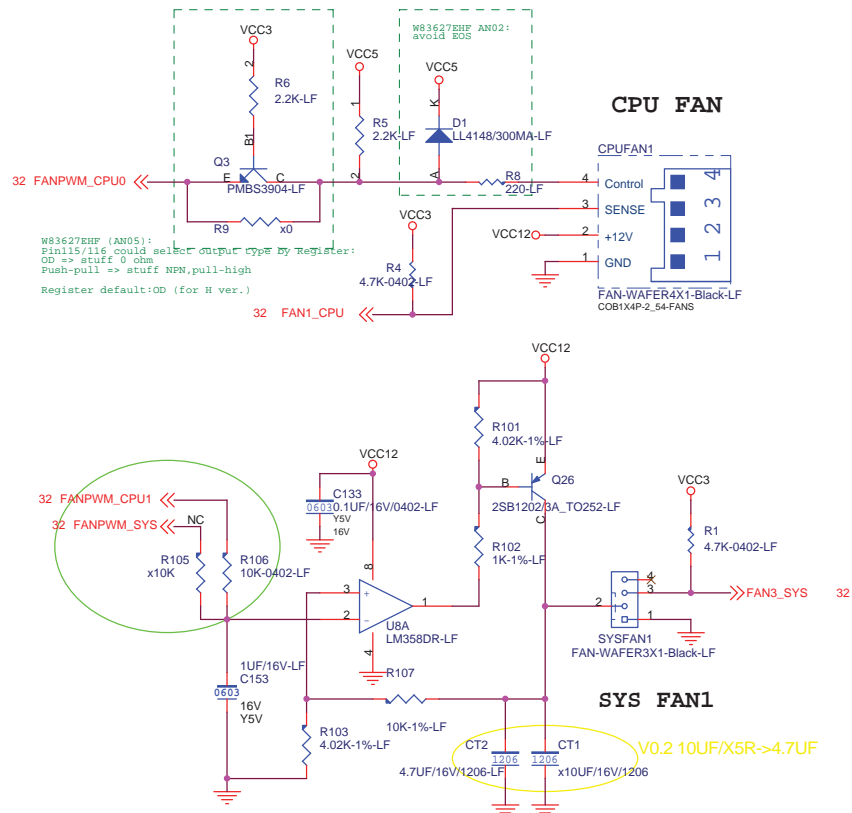 W83627EHF AN02:
avoid EOS
VCC3
2
R6
2.2K-LF
B1
Q3
E
C
PMBS3904-LF
R9
x0
32 FANPWM_CPU0
VCC5
1
R5
2.2K-LF
2
VCC5
K
D1
LL4148/300MA-LF
A
R8
220-LF
CPU FAN
CPUFAN1
4
Control
3
SENSE
VCC12
2
+12V
1
GND
1 2 3 4
FAN-WAFER4X1-Black-LF
COB1X4P-2_54-FANS
W83627EHF (AN05):
Pin115/116 could select output type by Register:
OD => stuff 0 ohm
Push-pull => stuff NPN,pull-high
Register default:OD (for H ver.)
VCC3
R4
4.7K-0402-LF
32 FAN1_CPU
VCC12
R101
4.02K-1%-LF
E
B
Q26
2SB1202/3A_TO252-LF
C
R102
1K-1%-LF
VCC12
C133
0603
0.1UF/16V/0402-LF
Y5V
16V
32 FANPWM_CPU1
32 FANPWM_SYS
NC
R105
x10K
R106
10K-0402-LF
8
3
+
2
-
1
U8A
LM358DR-LF
4
1UF/16V-LF
C153
0603
16V
Y5V
R107
10K-1%-LF
R103
4.02K-1%-LF
VCC3
R1
4.7K-0402-LF
4
3
2
1
FAN3_SYS 32
SYSFAN1
FAN-WAFER3X1-Black-LF
SYS FAN1
CT2
1206
4.7UF/16V/1206-LF
CT1
1206
x10UF/16V/1206
V0.2 10UF/X5R->4.7UF